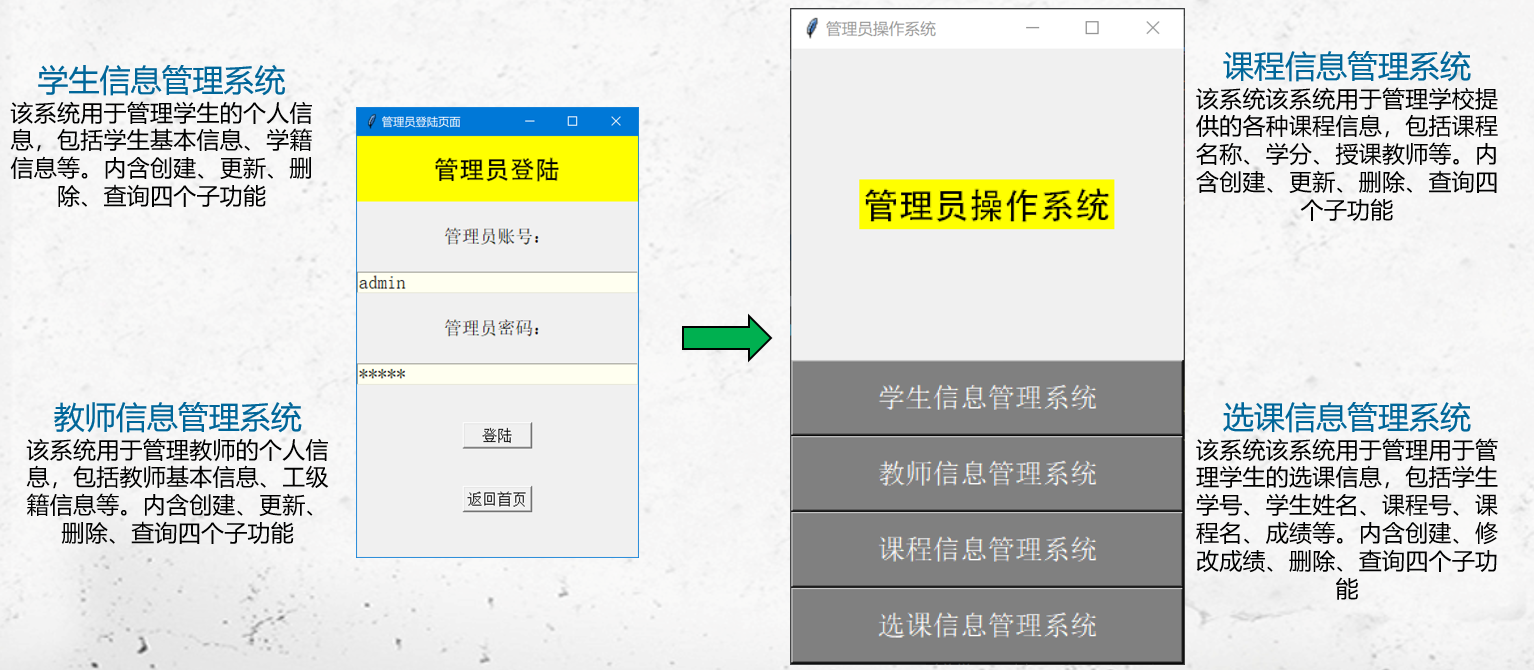 学生信息管理系统
该系统用于管理学生的个人信
息，包括学生基本信息、学籍
信息等。内含创建、更新、删
除、查询四个子功能
教师信息管理系统
该系统用于管理教师的个人信
息，包括教师基本信息、工级
籍信息等。内含创建、更新、
删除、查询四个子功能
管理员登陆页面
管理员登陆
管理员账号：
admin
管理员密码：
*****
登陆
返回首页
管理员操作系统
管理员操作系统
学生信息管理系统
教师信息管理系统
课程信息管理系统
选课信息管理系统
课程信息管理系统
该系统该系统用于管理学校提
供的各种课程信息，包括课程
名称、学分、授课教师等。内
含创建、更新、删除、查询四
个子功能
选课信息管理系统
该系统该系统用于管理用于管
理学生的选课信息，包括学生
学号、学生姓名、课程号、课
程名、成绩等。内含创建、修
改成绩、删除、查询四个子功
能